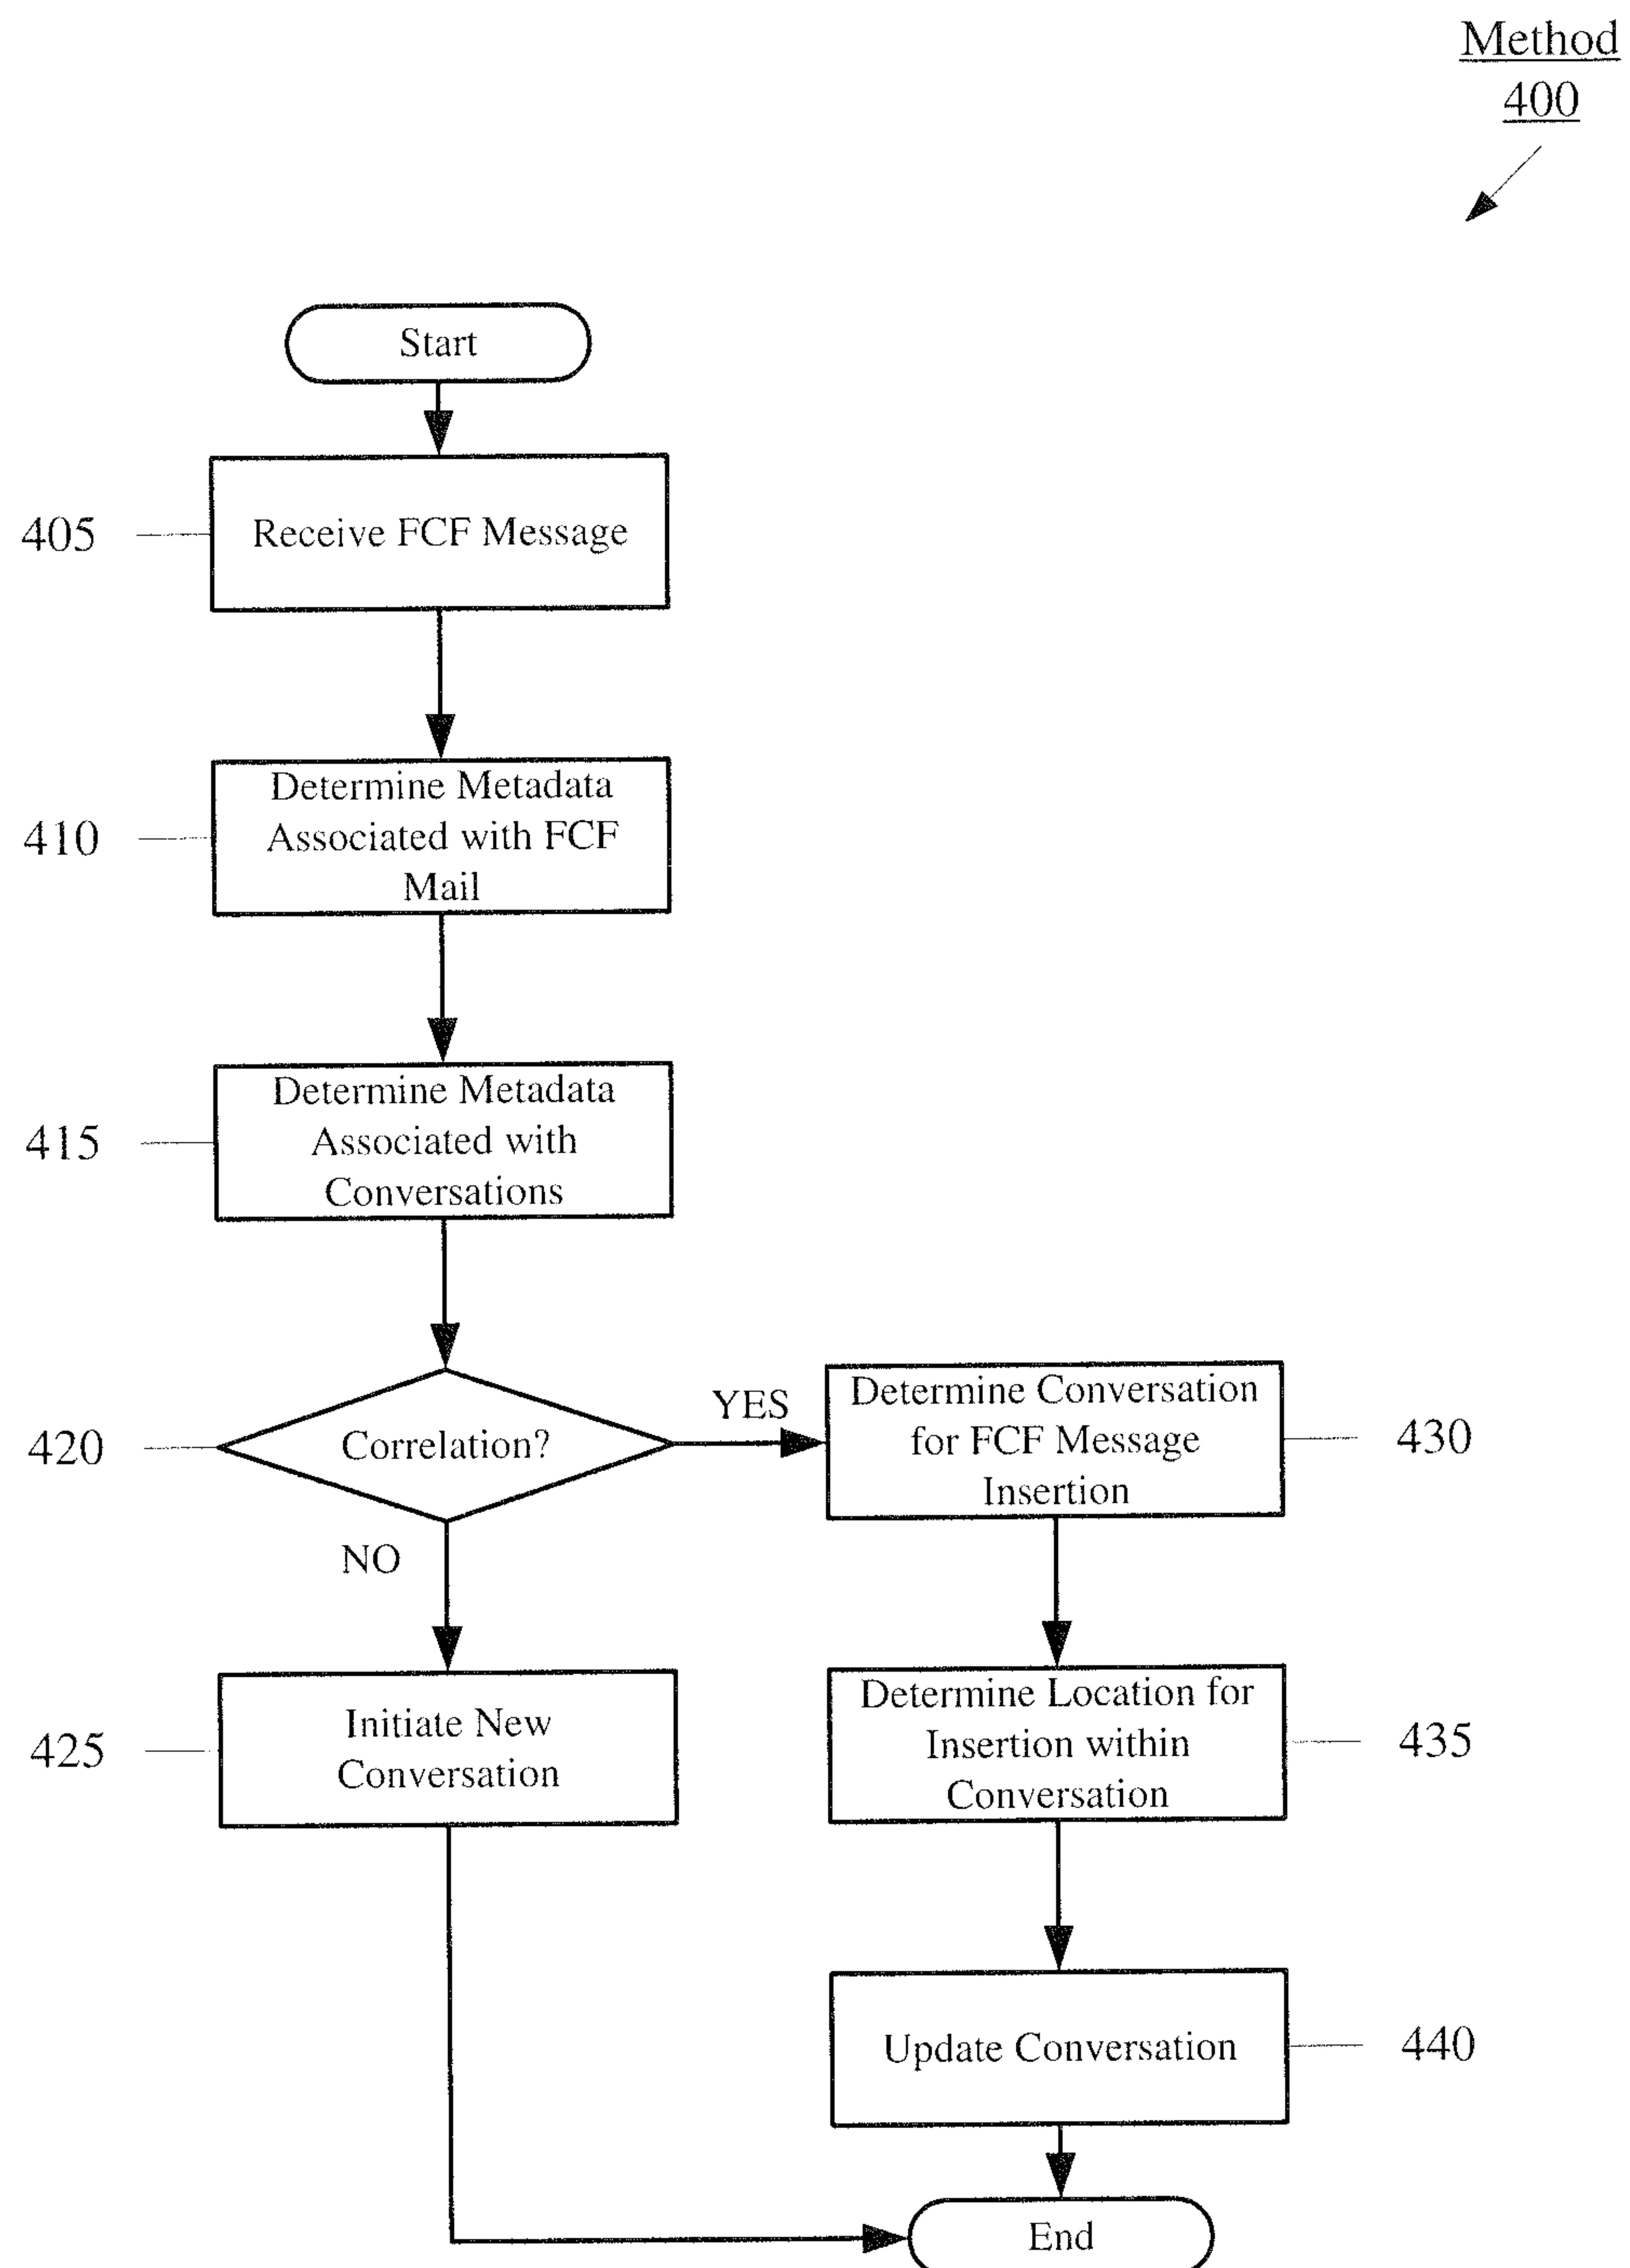 Method
400
Start
405
Receive FCF Message
410
Determine Metadata
Associated with FCF
Mail
415
Determine Metadata
Associated with
Conversations
420
Correlation?
YES
NO
Determine Conversation
for FCF Message
Insertion
430
425
Initiate New
Conversation
Determine Location for
Insertion within
Conversation
435
Update Conversation
440
End